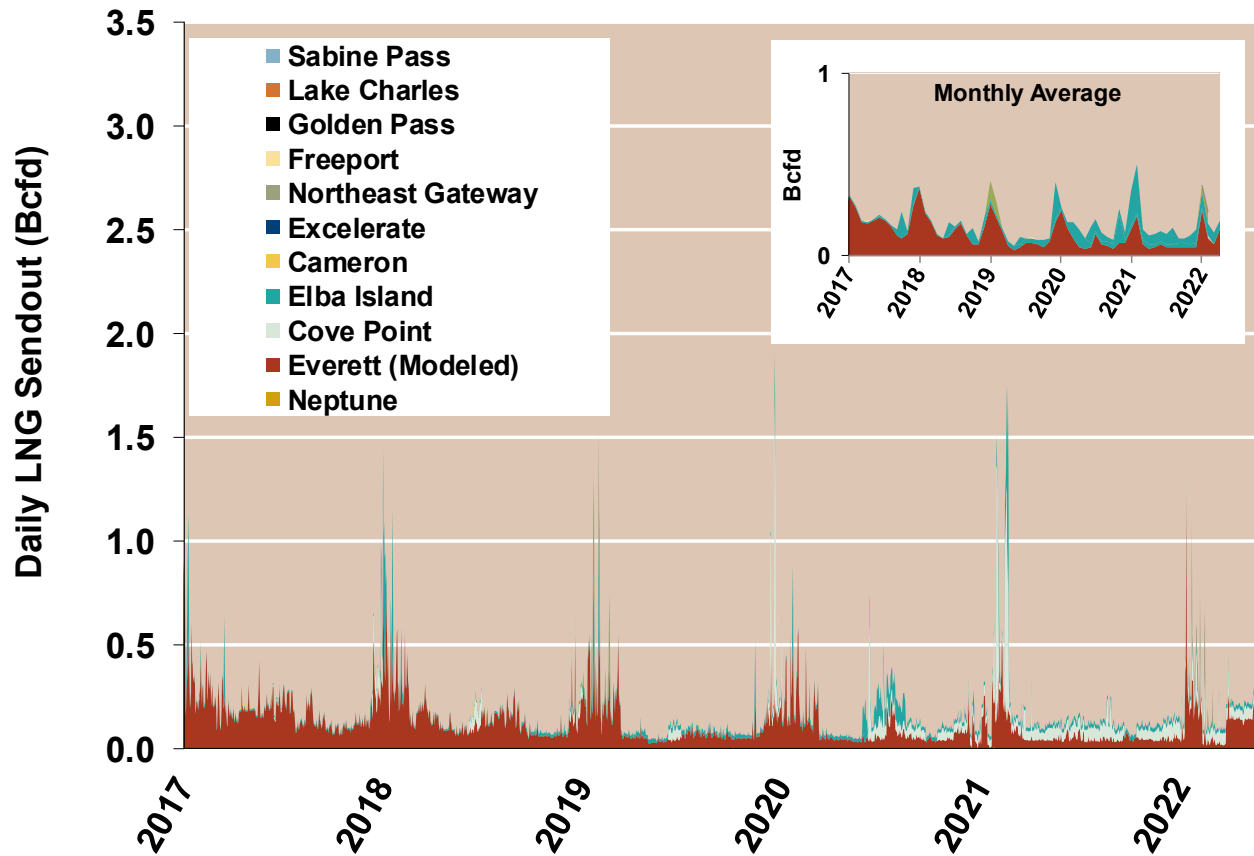 Daily LNG Sendout (Bcfd)
3.5
3.0
2.5
2.0
1.5
1.0
0.5
0.0
Sabine Pass
Lake Charles
Golden Pass
Freeport
Northeast Gateway
Excelerate
Cameron
Elba Island
Cove Point
Everett (Modeled)
Neptune
Monthly Average
Bcfd
1
0
2017
2018
2019
2020
2021
2022
2017
2018
2019
2020
2021
2022